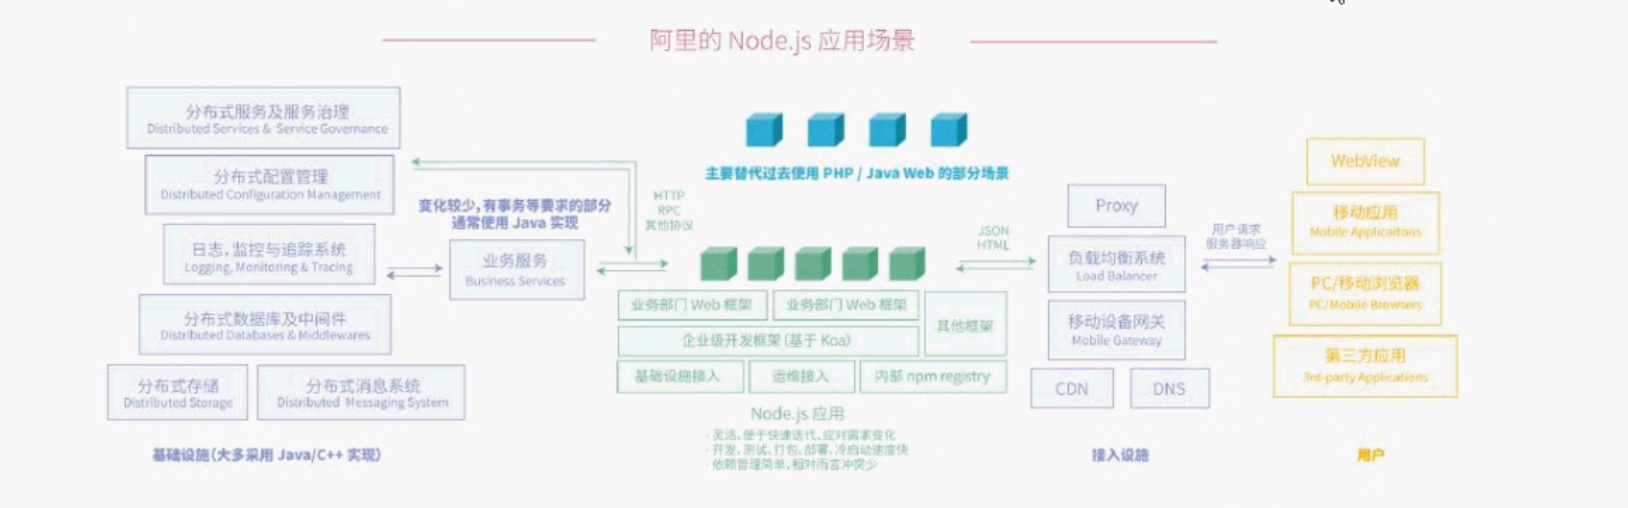 阿里的 Node.js 应用场景
分布式服务及服务治理
Distributed Services & Service Governance
分布式配置管理
Distributed Configuration Management
日志,监控与追踪系统
Logging, Monitoring & Tracing
分布式数据库及中间件
Distributed Databases & Middlewares
分布式存储
Distributed Storage
分布式消息系统
Distributed Messaging System
基础设施(大多采用 Java/C++ 实现)
变化较少,有事务等要求的部分
通常使用 Java 实现
业务服务
Business Services
HTTP
RPC
其他协议
主要替代过去使用 PHP / Java Web 的部分场景
业务部门 Web 框架
业务部门 Web 框架
企业级开发框架 (基于 Koa)
其他框架
基础设施接入
运维接入
内部 npm registry
Node.js 应用
· 灵活,便于快速迭代、应对需求变化
· 开发、测试、打包、部署、冷启动速度快
· 依赖管理简单,相对而言冲突少
JSON
HTML
Proxy
负载均衡系统
Load Balancer
移动设备网关
Mobile Gateway
CDN
DNS
接入设施
用户请求
服务器响应
WebView
移动应用
Mobile Applicaitons
PC/移动浏览器
PC/Mobile Browsers
第三方应用
3rd-party Applications
用户